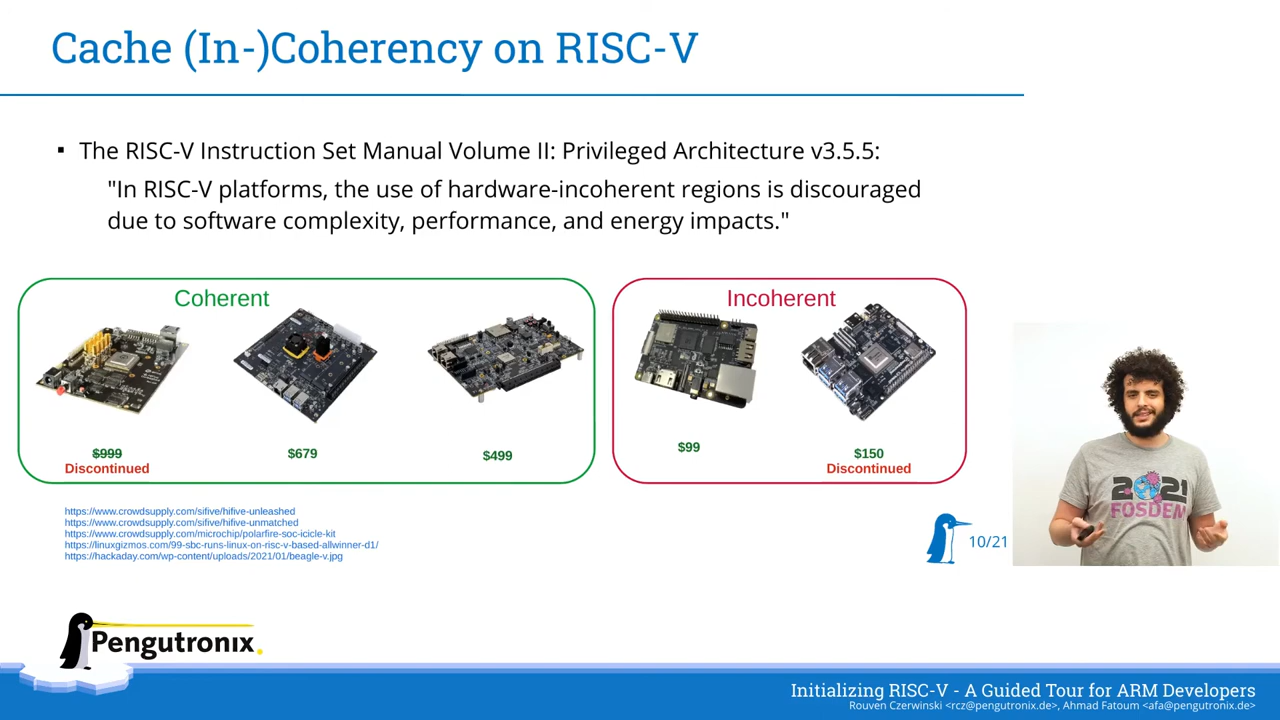 Cache (In-)Coherency on RISC-V
▪ The RISC-V Instruction Set Manual Volume II: Privileged Architecture v3.5.5:
"In RISC-V platforms, the use of hardware-incoherent regions is discouraged
due to software complexity, performance, and energy impacts."
Coherent
$999
Discontinued
$679
$499
Incoherent
$99
$150
Discontinued
https://www.crowdsupply.com/sifive/hifive-unleashed
https://www.crowdsupply.com/sifive/hifive-unmatched
https://www.crowdsupply.com/microchip/polarfire-soc-icicle-kit
https://linuxgizmos.com/99-sbc-runs-linux-on-risc-v-based-allwinner-d1/
https://hackaday.com/wp-content/uploads/2021/01/beagle-v.jpg
10/21
2021
FOSDEM
Pengutronix
Initializing RISC-V - A Guided Tour for ARM Developers
Rouven Czerwinski <rcz@pengutronix.de>, Ahmad Fatoum <afa@pengutronix.de>